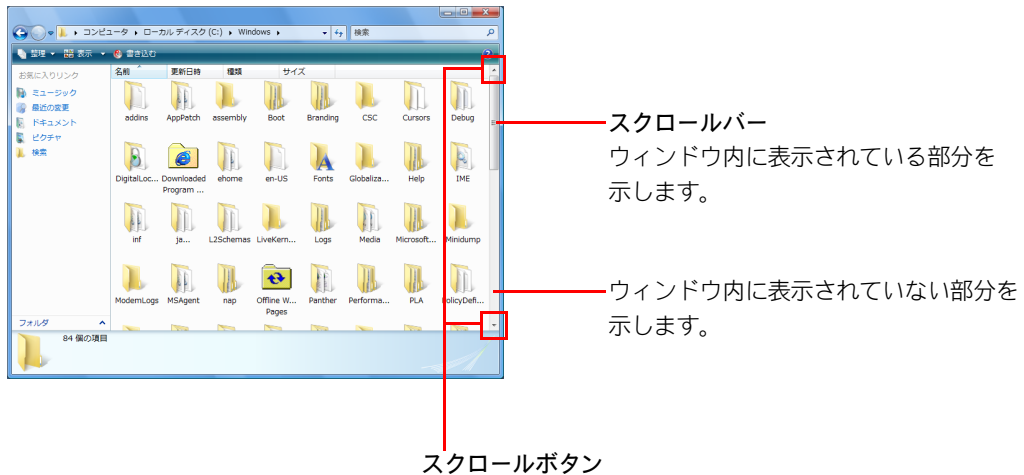 コンピュータ ▸ ローカル ディスク (C:) ▸ Windows ▸
検索
整理 表示 書き込む
お気に入りリンク
ミュージック
最近の変更
ドキュメント
ピクチャ
検索
フォルダ
名前 更新日時 種類 サイズ
addins AppPatch assembly Boot Branding CSC Cursors Debug
DigitalLoc... Downloaded Program ... ehome en-US Fonts Globaliza... Help IME
inf ja... L2Schemas LiveKern... Logs Media Microsoft... Minidump
ModemLogs MSAgent nap Offline W... Pages Panther Performa... PLA PolicyDefi...
84 個の項目
スクロールバー
ウィンドウ内に表示されている部分を
示します。
ウィンドウ内に表示されていない部分を
示します。
スクロールボタン